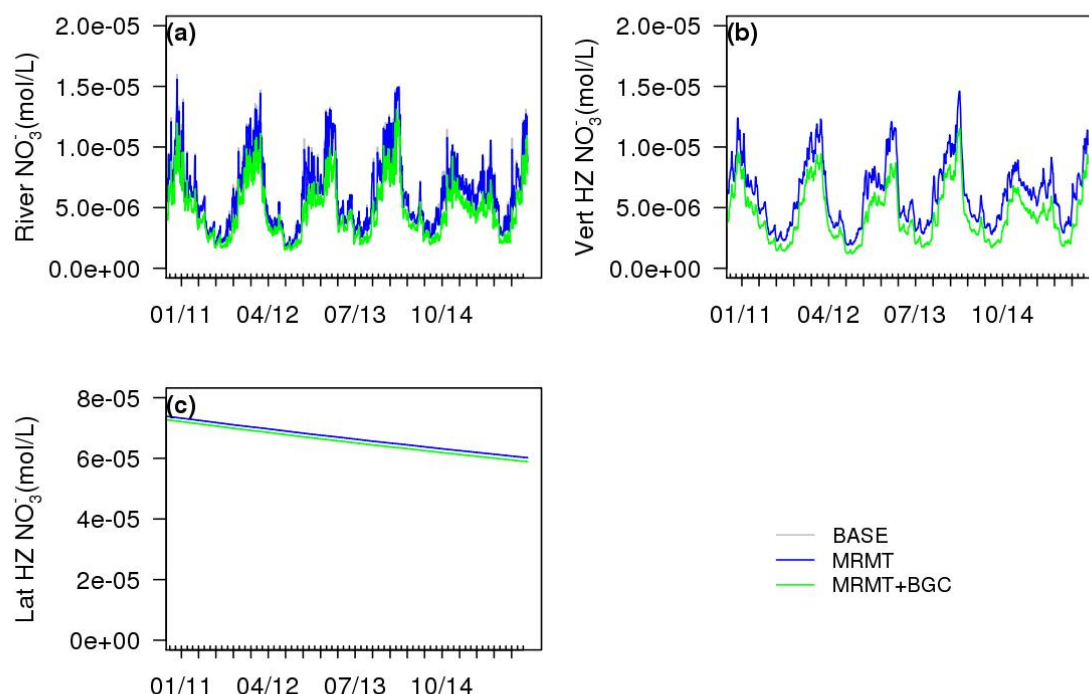 (a)
River NO₃⁻(mol/L)
2.0e-05
1.5e-05
1.0e-05
5.0e-06
0.0e+00
01/11 04/12 07/13 10/14
(b)
Vert HZ NO₃⁻(mol/L)
2.0e-05
1.5e-05
1.0e-05
5.0e-06
0.0e+00
01/11 04/12 07/13 10/14
(c)
Lat HZ NO₃⁻(mol/L)
8e-05
6e-05
4e-05
2e-05
0e+00
01/11 04/12 07/13 10/14
BASE
MRMT
MRMT+BGC